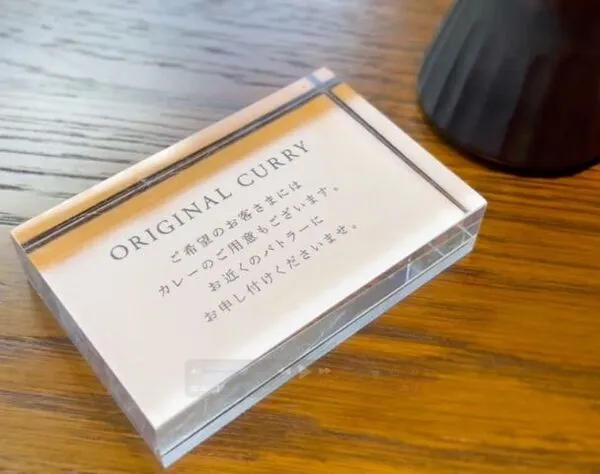 ORIGINAL CURRY
ご希望のお客さまには
カレーのご用意もございます。
お近くのバトラーに
お申し付けくださいませ。